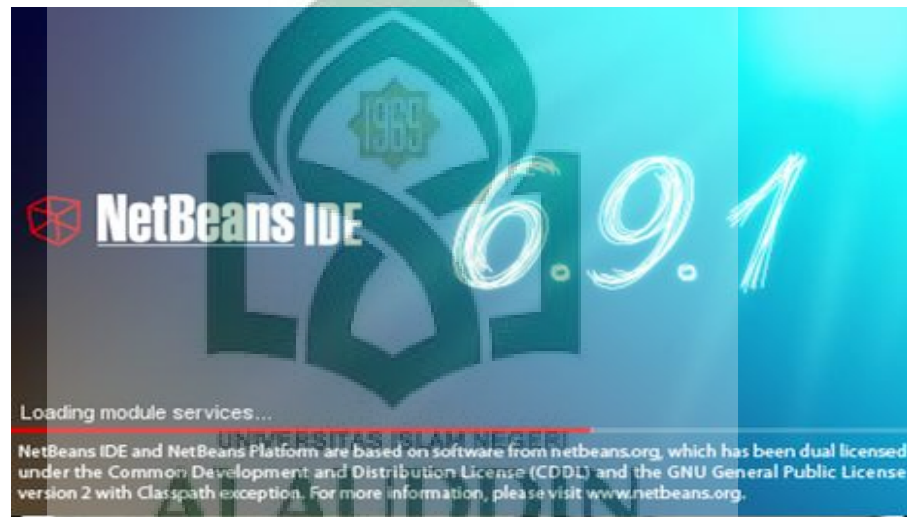 1969
NetBeans IDE 6.9.1
Loading module services...
UNIVERSITAS ISLAM NEGERI
NetBeans IDE and NetBeans Platform are based on software from netbeans.org, which has been dual licensed
under the Common Development and Distribution License (CDDL) and the GNU General Public License
version 2 with Classpath exception. For more information, please visit www.netbeans.org.
ALAUDDIN